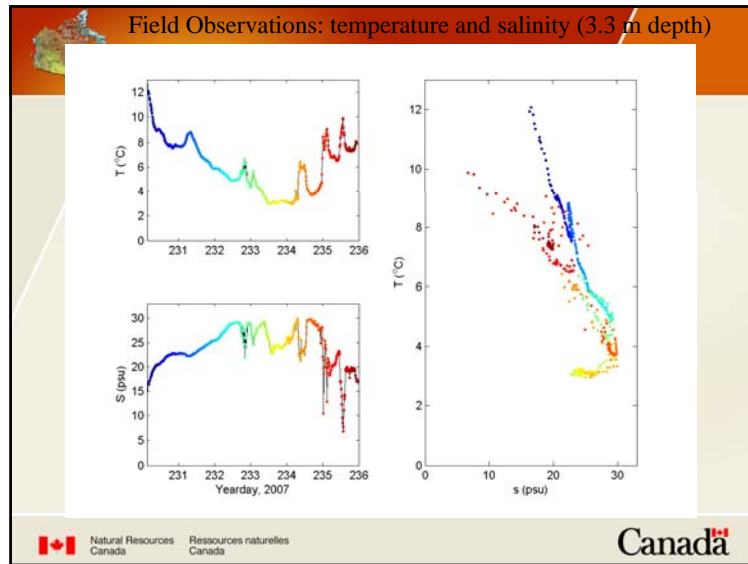 Field Observations: temperature and salinity (3.3 m depth)
T (°C)
12
10
8
6
4
2
0
231 232 233 234 235 236
S (psu)
30
25
20
15
10
5
0
231 232 233 234 235 236
Yearday, 2007
T (°C)
12
10
8
6
4
2
0
0 10 20 30
s (psu)
Natural Resources Ressources naturelles
Canada Canada
Canada